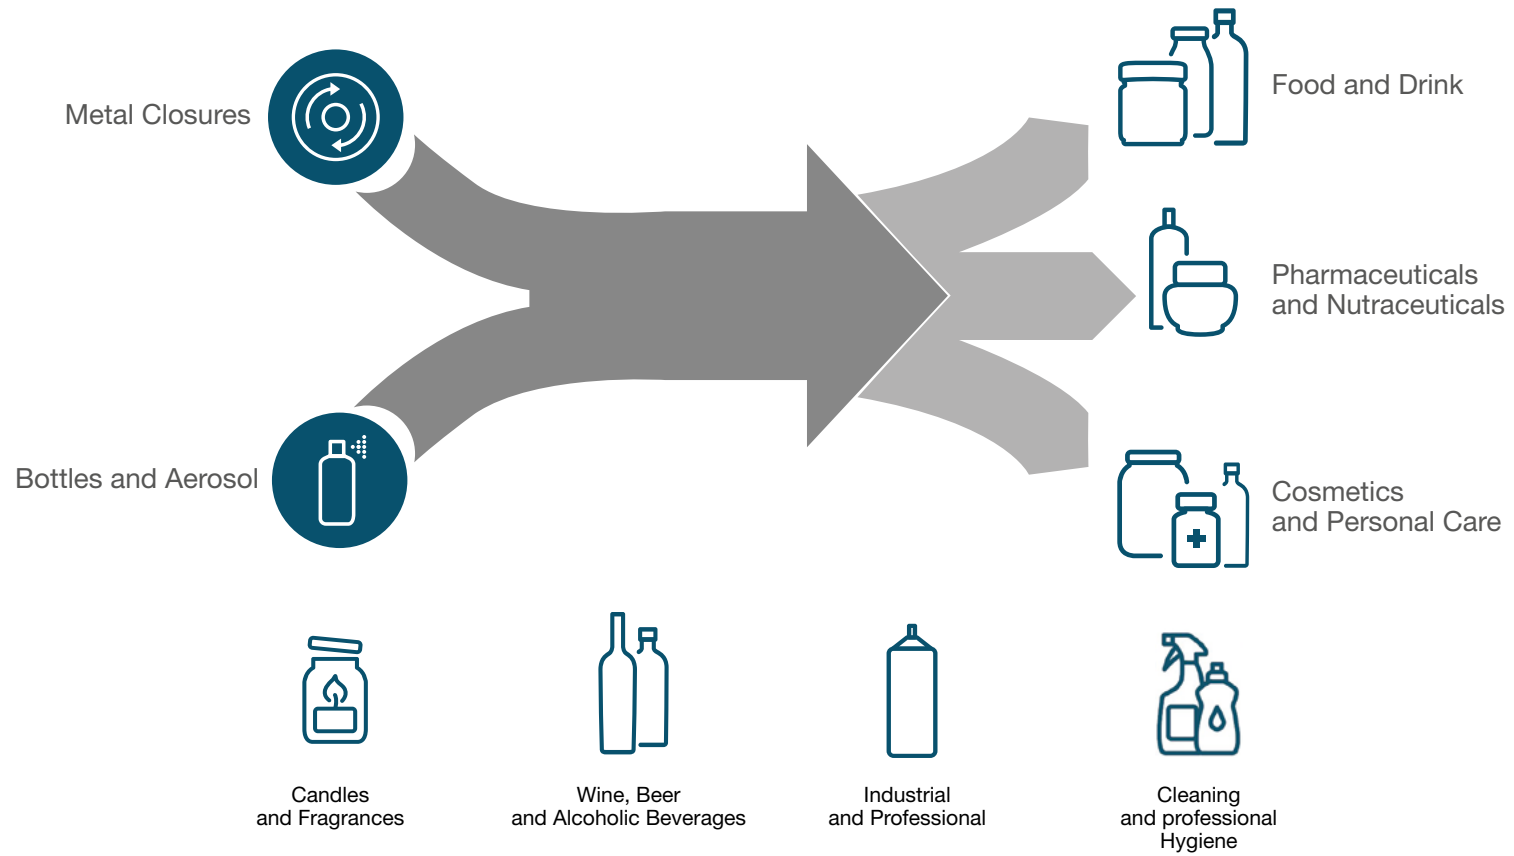 Metal Closures
Bottles and Aerosol
Food and Drink
Pharmaceuticals
and Nutraceuticals
Cosmetics
and Personal Care
Candles
and Fragrances
Wine, Beer
and Alcoholic Beverages
Industrial
and Professional
Cleaning
and professional
Hygiene